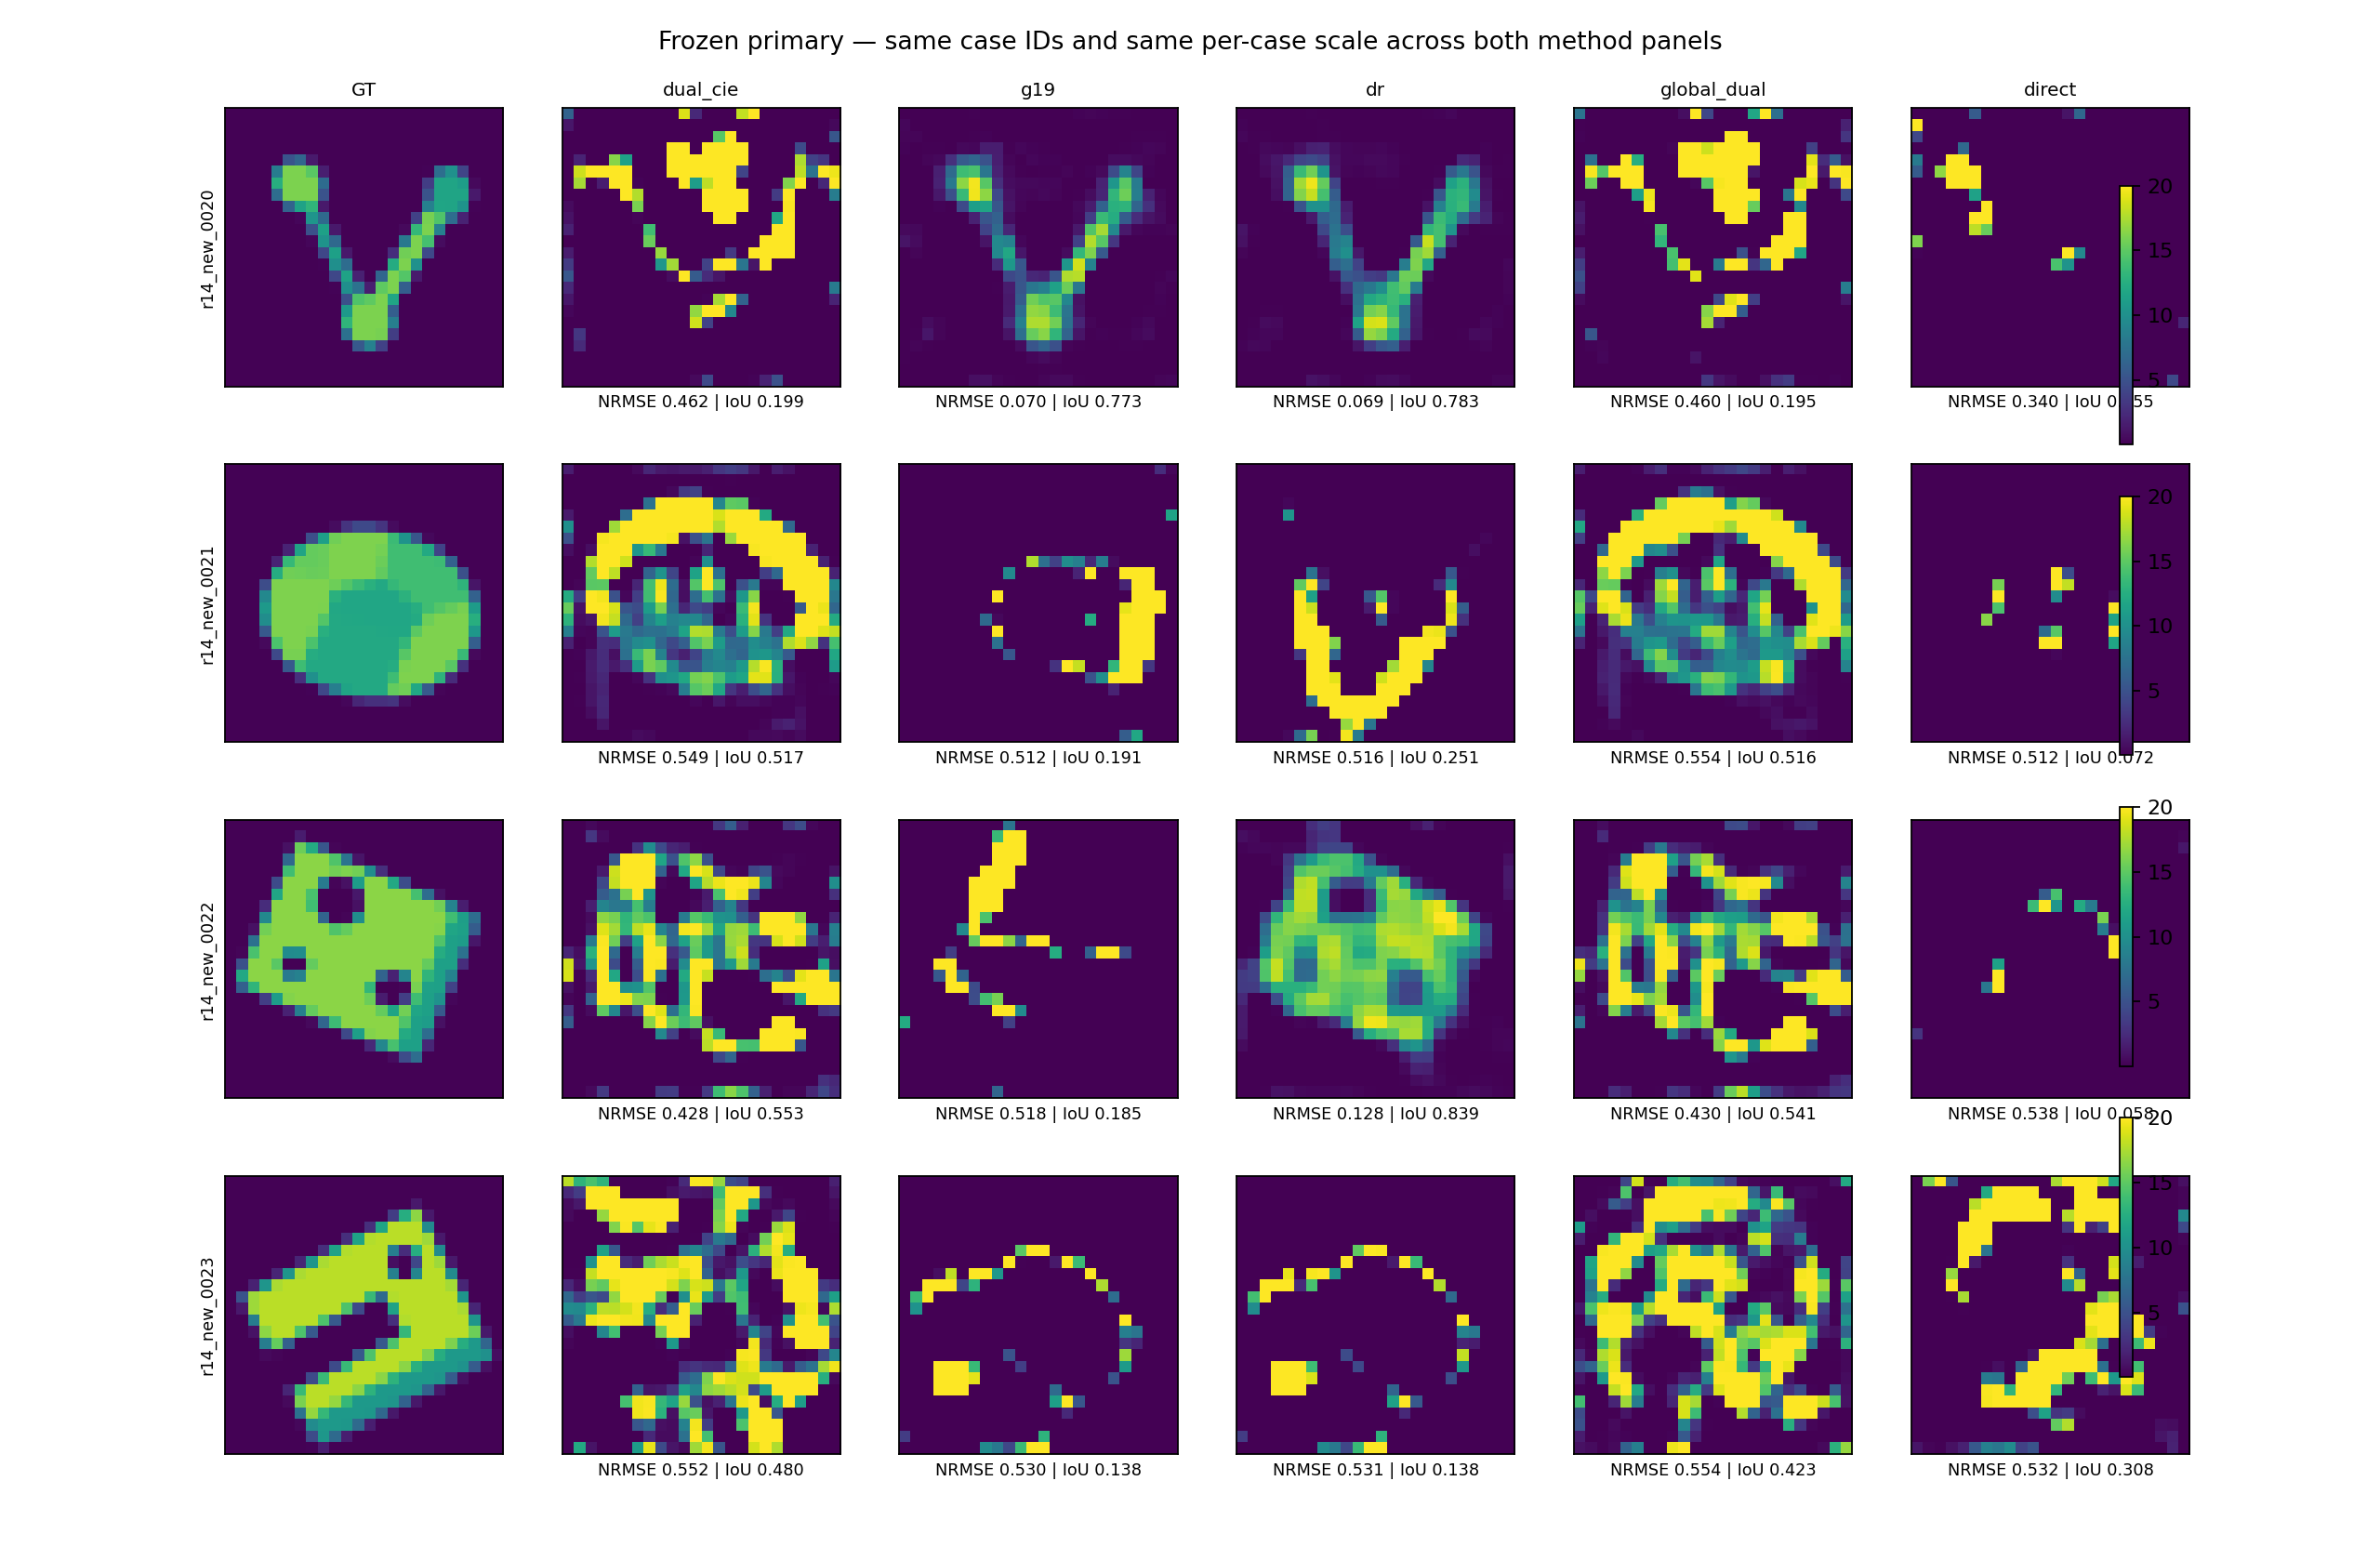 Frozen primary — same case IDs and same per-case scale across both method panels
GT dual_cie g19 dr global_dual direct
r14_new_0020
20
15
10
5
NRMSE 0.462 | IoU 0.199 NRMSE 0.070 | IoU 0.773 NRMSE 0.069 | IoU 0.783 NRMSE 0.460 | IoU 0.195 NRMSE 0.340 | IoU
r14_new_0021
20
15
10
5
NRMSE 0.549 | IoU 0.517 NRMSE 0.512 | IoU 0.191 NRMSE 0.516 | IoU 0.251 NRMSE 0.554 | IoU 0.516 NRMSE 0.512 | IoU 0.072
r14_new_0022
20
15
10
5
NRMSE 0.428 | IoU 0.553 NRMSE 0.518 | IoU 0.185 NRMSE 0.128 | IoU 0.839 NRMSE 0.430 | IoU 0.541 NRMSE 0.538 | IoU 0.058
r14_new_0023
20
15
10
5
NRMSE 0.552 | IoU 0.480 NRMSE 0.530 | IoU 0.138 NRMSE 0.531 | IoU 0.138 NRMSE 0.554 | IoU 0.423 NRMSE 0.532 | IoU 0.308